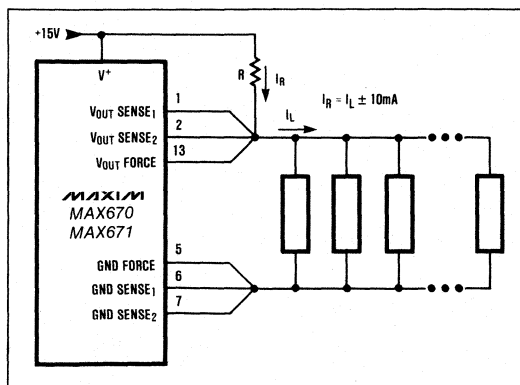 +15V
V+
R
IR
IR = IL ± 10mA
IL
VOUT SENSE1
1
VOUT SENSE2
2
VOUT FORCE
13
MAXIM
MAX670
MAX671
GND FORCE
5
GND SENSE1
6
GND SENSE2
7